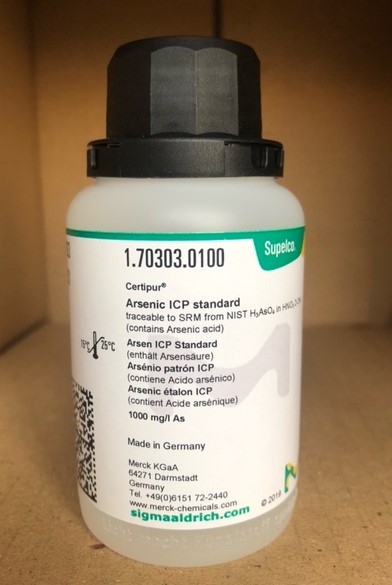 Supelco.
1.70303.0100
Certipur®
Arsenic ICP standard
traceable to SRM from NIST H₃AsO₄ in HNO₃
(contains Arsenic acid)
15°C 25°C
Arsen ICP Standard
(enthält Arsensäure)
Arsénio patrón ICP
(contiene Acido arsénico)
Arsenic étalon ICP
(contient Acide arsénique)
1000 mg/l As
Made in Germany
Merck KGaA
64271 Darmstadt
Germany
Tel. +49(0)6151 72-2440
www.merck-chemicals.com
sigmaaldrich.com
© 2019